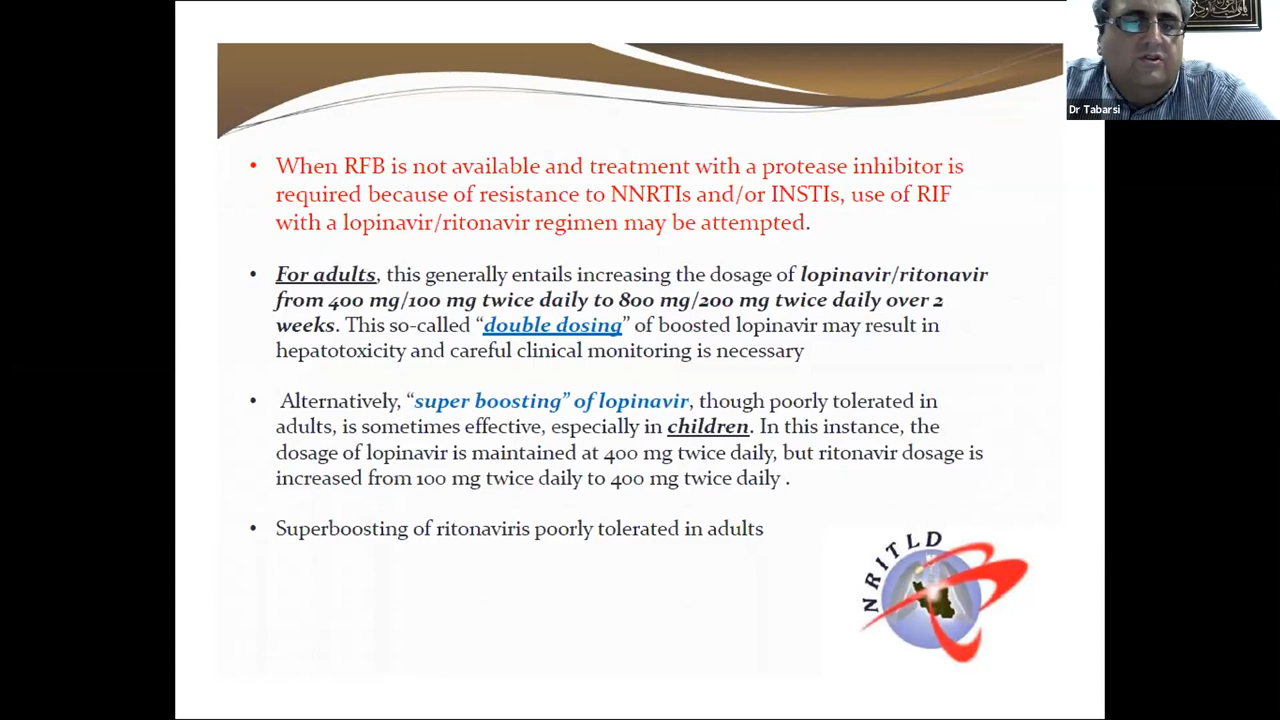 Dr Tabarsi
• When RFB is not available and treatment with a protease inhibitor is
required because of resistance to NNRTIs and/or INSTIs, use of RIF
with a lopinavir/ritonavir regimen may be attempted.
• For adults, this generally entails increasing the dosage of lopinavir/ritonavir
from 400 mg/100 mg twice daily to 800 mg/200 mg twice daily over 2
weeks. This so-called “double dosing” of boosted lopinavir may result in
hepatotoxicity and careful clinical monitoring is necessary
• Alternatively, “super boosting” of lopinavir, though poorly tolerated in
adults, is sometimes effective, especially in children. In this instance, the
dosage of lopinavir is maintained at 400 mg twice daily, but ritonavir dosage is
increased from 100 mg twice daily to 400 mg twice daily .
• Superboosting of ritonaviris poorly tolerated in adults
NRITLD